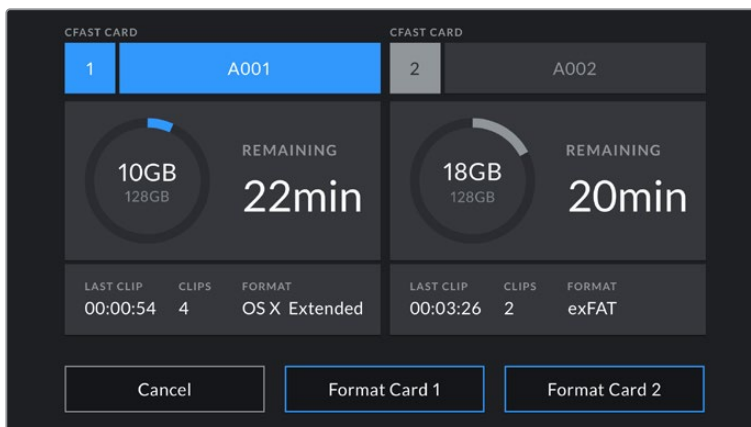 CFAST CARD
1 A001
10GB
128GB
REMAINING
22min
LAST CLIP CLIPS FORMAT
00:00:54 4 OS X Extended
CFAST CARD
2 A002
18GB
128GB
REMAINING
20min
LAST CLIP CLIPS FORMAT
00:03:26 2 exFAT
Cancel Format Card 1 Format Card 2